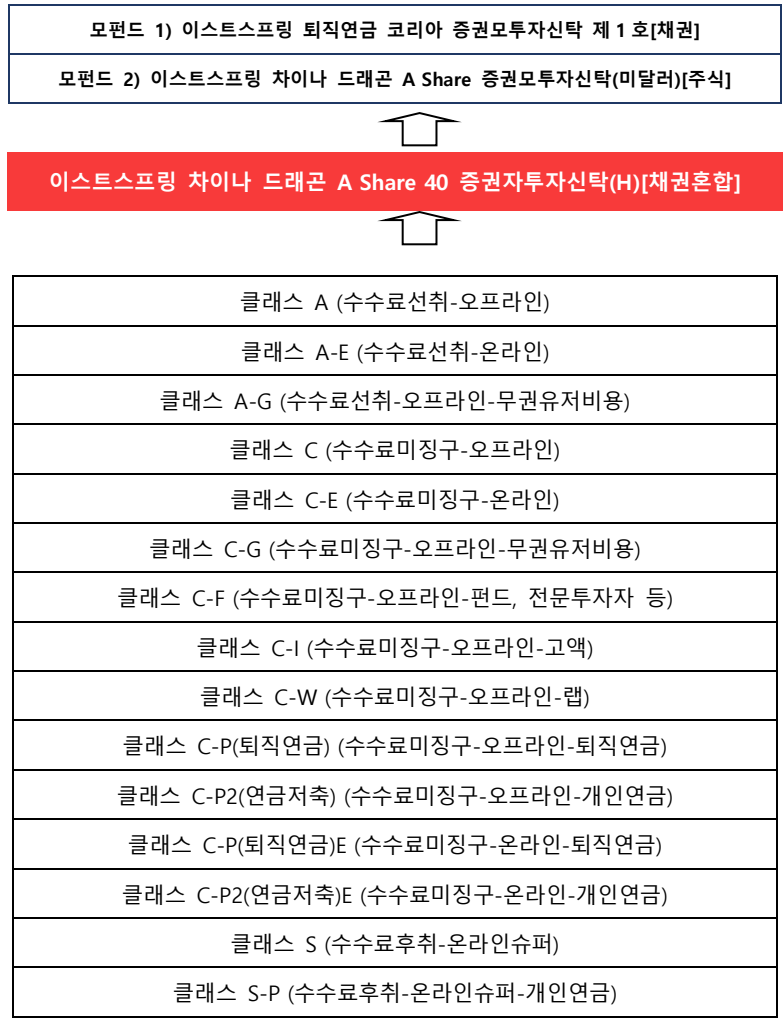 모펀드 1) 이스트스프링 퇴직연금 코리아 증권모투자신탁 제1호[채권]
모펀드 2) 이스트스프링 차이나 드래곤 A Share 증권모투자신탁(미달러)[주식]
이스트스프링 차이나 드래곤 A Share 40 증권자투자신탁(H)[채권혼합]
클래스 A (수수료선취-오프라인)
클래스 A-E (수수료선취-온라인)
클래스 A-G (수수료선취-오프라인-무권유저비용)
클래스 C (수수료미징구-오프라인)
클래스 C-E (수수료미징구-온라인)
클래스 C-G (수수료미징구-오프라인-무권유저비용)
클래스 C-F (수수료미징구-오프라인-펀드, 전문투자자 등)
클래스 C-I (수수료미징구-오프라인-고액)
클래스 C-W (수수료미징구-오프라인-랩)
클래스 C-P(퇴직연금) (수수료미징구-오프라인-퇴직연금)
클래스 C-P2(연금저축) (수수료미징구-오프라인-개인연금)
클래스 C-P(퇴직연금)E (수수료미징구-온라인-퇴직연금)
클래스 C-P2(연금저축)E (수수료미징구-온라인-개인연금)
클래스 S (수수료후취-온라인슈퍼)
클래스 S-P (수수료후취-온라인슈퍼-개인연금)